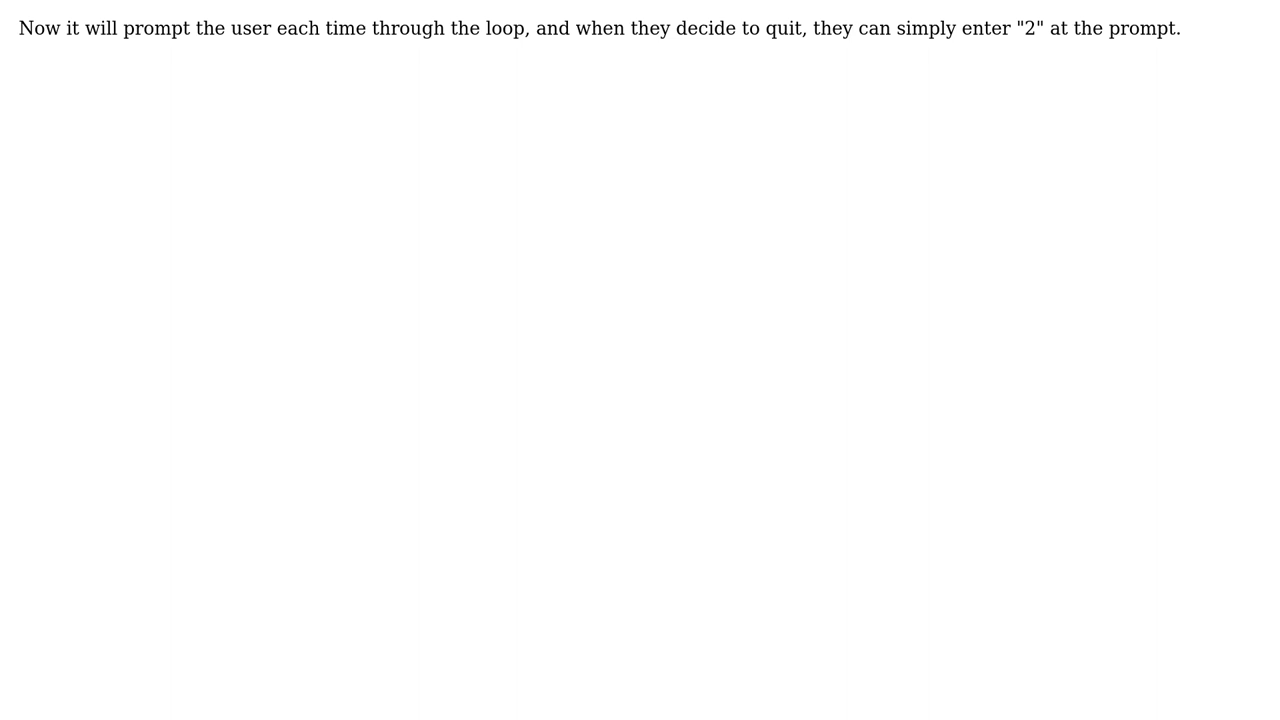 Now it will prompt the user each time through the loop, and when they decide to quit, they can simply enter "2" at the prompt.